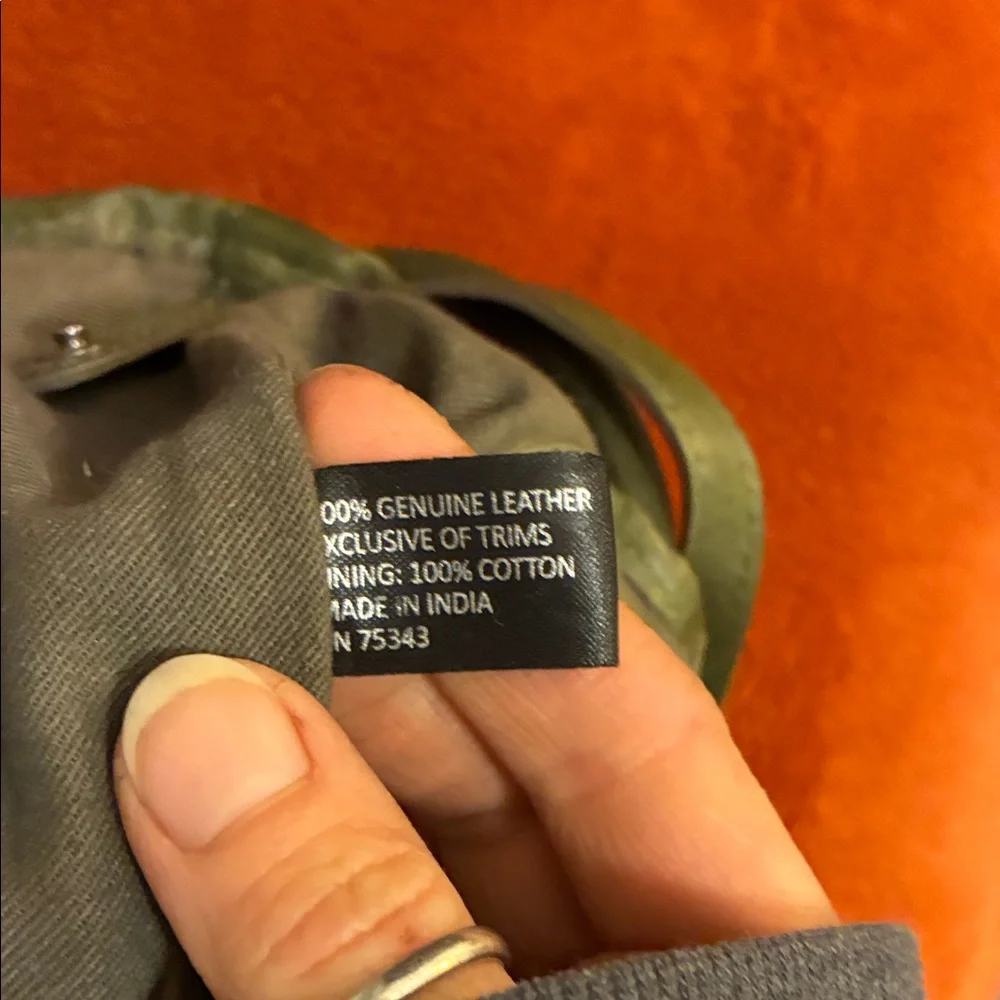 00% GENUINE LEATHER
XCLUSIVE OF TRIMS
INING: 100% COTTON
MADE IN INDIA
N 75343